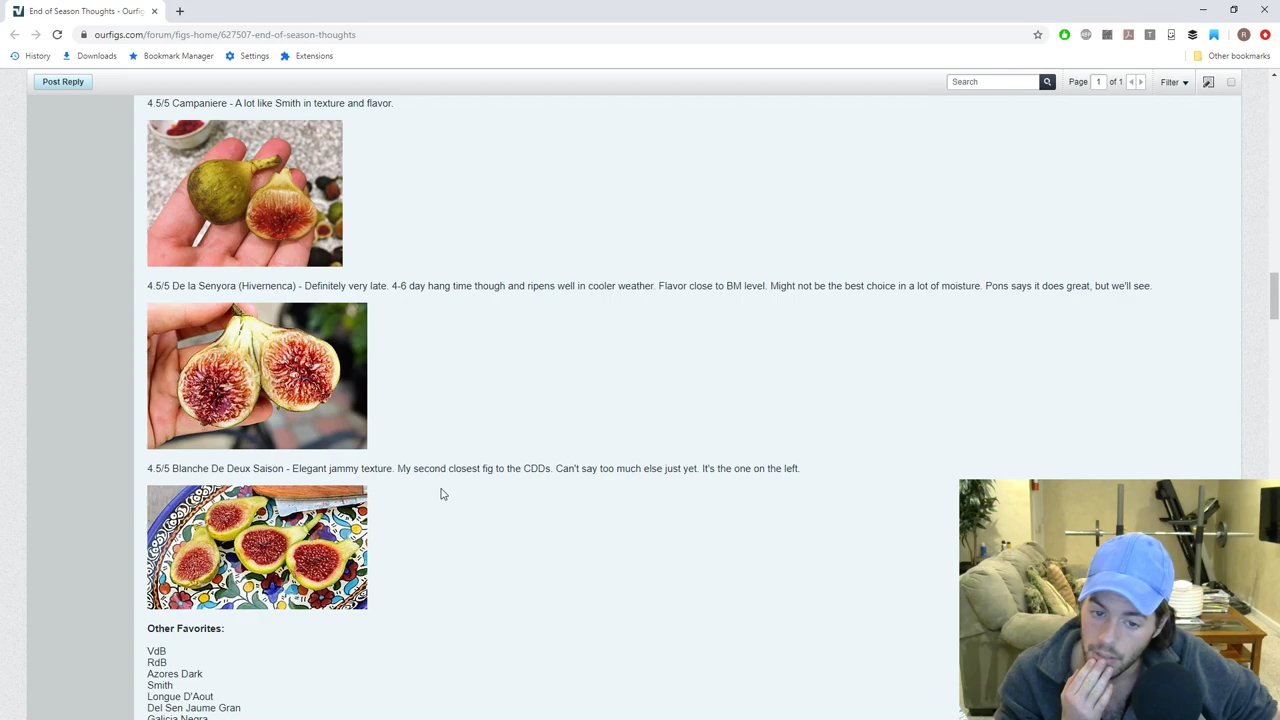 End of Season Thoughts - Ourfig
ourfigs.com/forum/figs-home/627507-end-of-season-thoughts
R
History Downloads Bookmark Manager Settings Extensions Other bookmarks
Post Reply Search Page 1 of 1 Filter
4.5/5 Campaniere - A lot like Smith in texture and flavor.
4.5/5 De la Senyora (Hivernenca) - Definitely very late. 4-6 day hang time though and ripens well in cooler weather. Flavor close to BM level. Might not be the best choice in a lot of moisture. Pons says it does great, but we'll see.
4.5/5 Blanche De Deux Saison - Elegant jammy texture. My second closest fig to the CDDs. Can't say too much else just yet. It's the one on the left.
Other Favorites:
VdB
RdB
Azores Dark
Smith
Longue D'Aout
Del Sen Jaume Gran
Galicia Negra